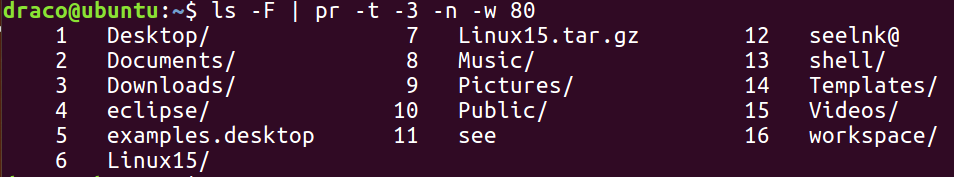 draco@ubuntu:~$ ls -F | pr -t -3 -n -w 80
    1   Desktop/            7   Linux15.tar.gz     12   seelnk@
    2   Documents/          8   Music/             13   shell/
    3   Downloads/          9   Pictures/          14   Templates/
    4   eclipse/           10   Public/            15   Videos/
    5   examples.desktop   11   see                16   workspace/
    6   Linux15/